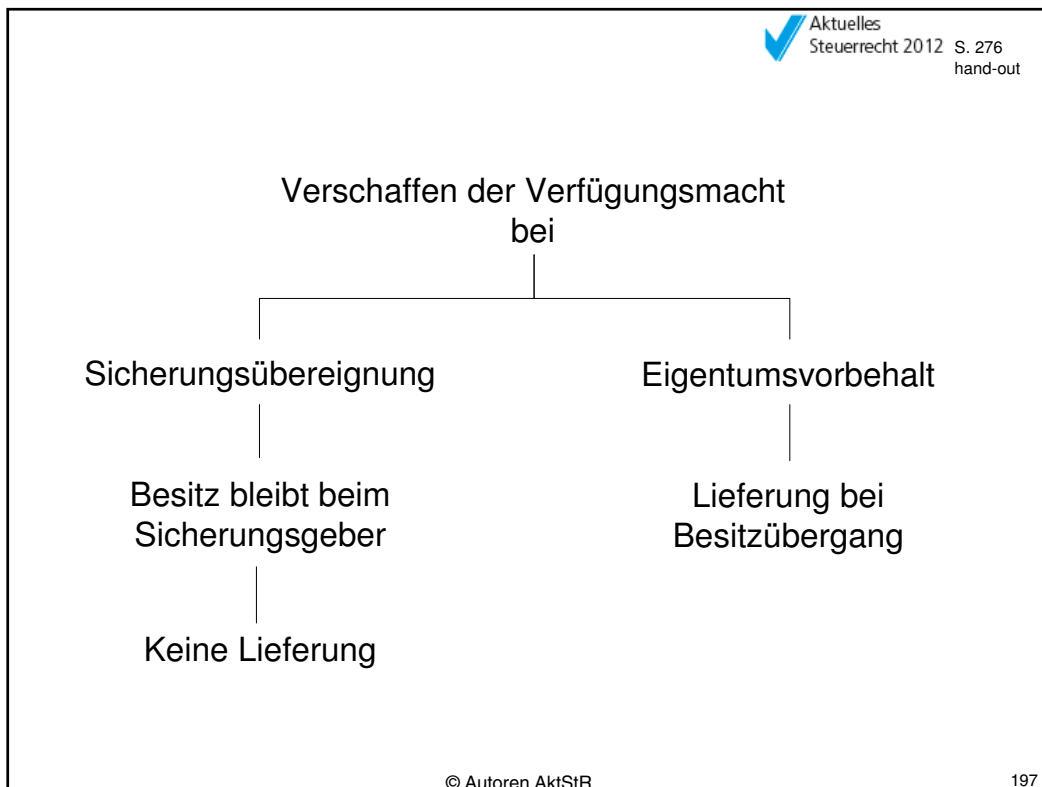 Aktuelles
Steuerrecht 2012 S. 276
hand-out
Verschaffen der Verfügungsmacht
bei
Sicherungsübereignung
Eigentumsvorbehalt
Besitz bleibt beim
Sicherungsgeber
Lieferung bei
Besitzübergang
Keine Lieferung
© Autoren AktStR
197